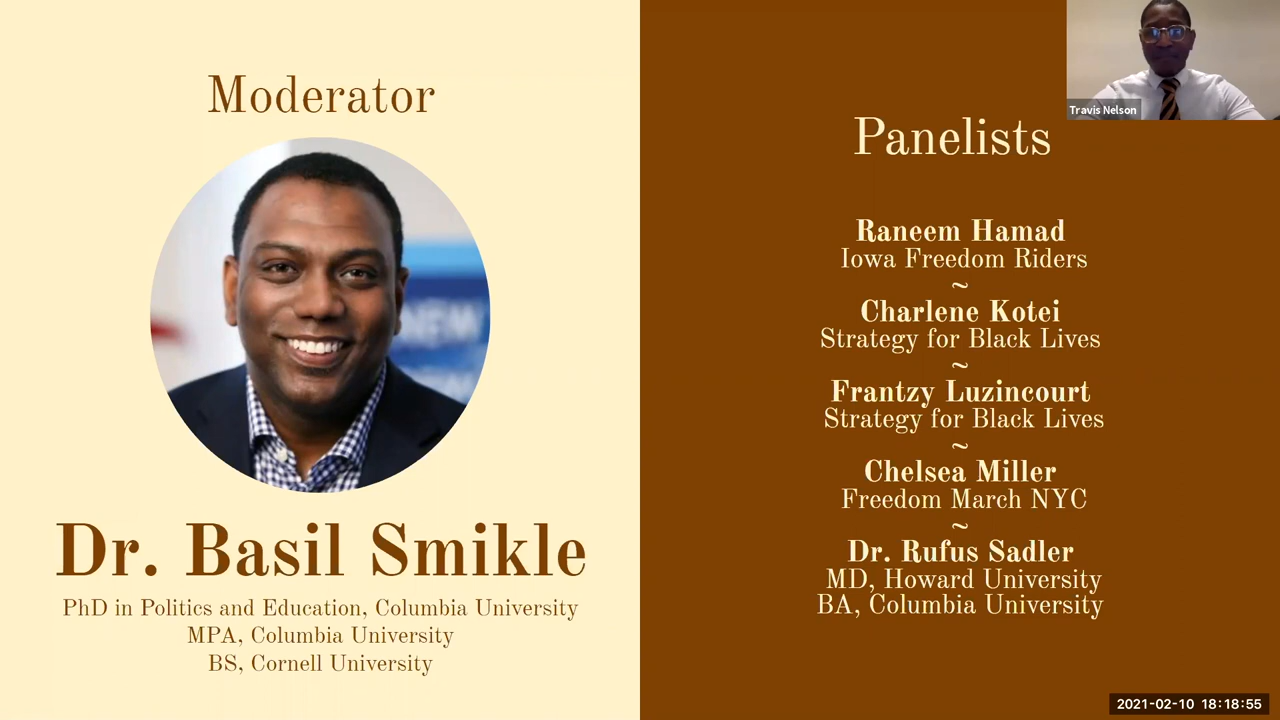 Moderator
NEW
Dr. Basil Smikle
PhD in Politics and Education, Columbia University
MPA, Columbia University
BS, Cornell University
Travis Nelson
Panelists
Raneem Hamad
Iowa Freedom Riders
~
Charlene Kotei
Strategy for Black Lives
~
Frantzy Luzincourt
Strategy for Black Lives
~
Chelsea Miller
Freedom March NYC
~
Dr. Rufus Sadler
MD, Howard University
BA, Columbia University
2021-02-10 18:18:55